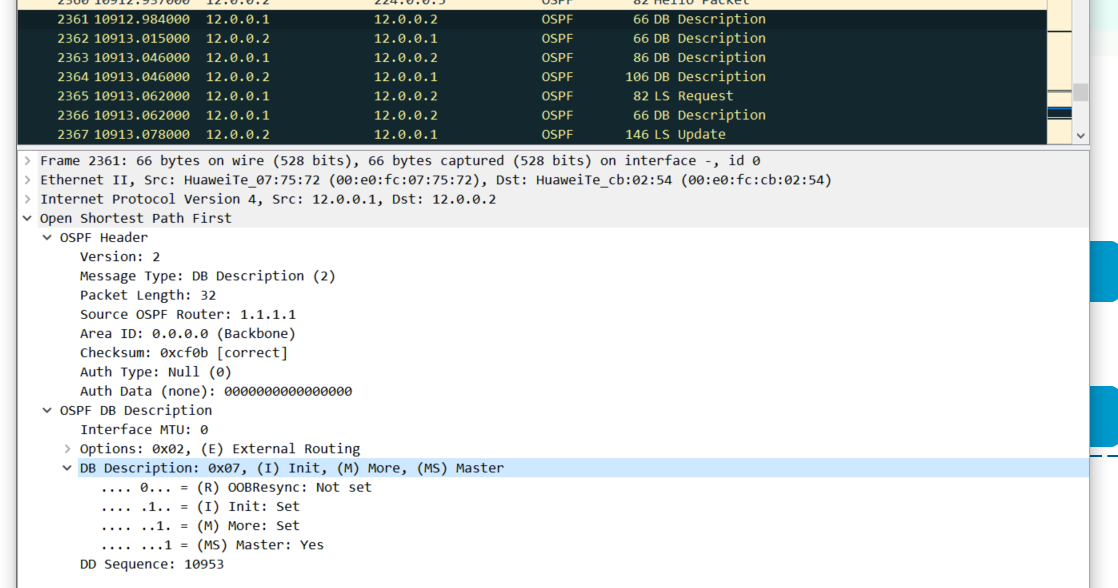 2360 10912.937000 12.0.0.2 224.0.0.5 OSPF 82 Hello Packet
2361 10912.984000 12.0.0.1 12.0.0.2 OSPF 66 DB Description
2362 10913.015000 12.0.0.2 12.0.0.1 OSPF 66 DB Description
2363 10913.046000 12.0.0.1 12.0.0.2 OSPF 86 DB Description
2364 10913.046000 12.0.0.2 12.0.0.1 OSPF 106 DB Description
2365 10913.062000 12.0.0.1 12.0.0.2 OSPF 82 LS Request
2366 10913.062000 12.0.0.1 12.0.0.2 OSPF 66 DB Description
2367 10913.078000 12.0.0.2 12.0.0.1 OSPF 146 LS Update
Frame 2361: 66 bytes on wire (528 bits), 66 bytes captured (528 bits) on interface -, id 0
Ethernet II, Src: HuaweiTe_07:75:72 (00:e0:fc:07:75:72), Dst: HuaweiTe_cb:02:54 (00:e0:fc:cb:02:54)
Internet Protocol Version 4, Src: 12.0.0.1, Dst: 12.0.0.2
Open Shortest Path First
OSPF Header
Version: 2
Message Type: DB Description (2)
Packet Length: 32
Source OSPF Router: 1.1.1.1
Area ID: 0.0.0.0 (Backbone)
Checksum: 0xcf0b [correct]
Auth Type: Null (0)
Auth Data (none): 0000000000000000
OSPF DB Description
Interface MTU: 0
Options: 0x02, (E) External Routing
DB Description: 0x07, (I) Init, (M) More, (MS) Master
.... 0... = (R) OOBResync: Not set
.... .1.. = (I) Init: Set
.... ..1. = (M) More: Set
.... ...1 = (MS) Master: Yes
DD Sequence: 10953